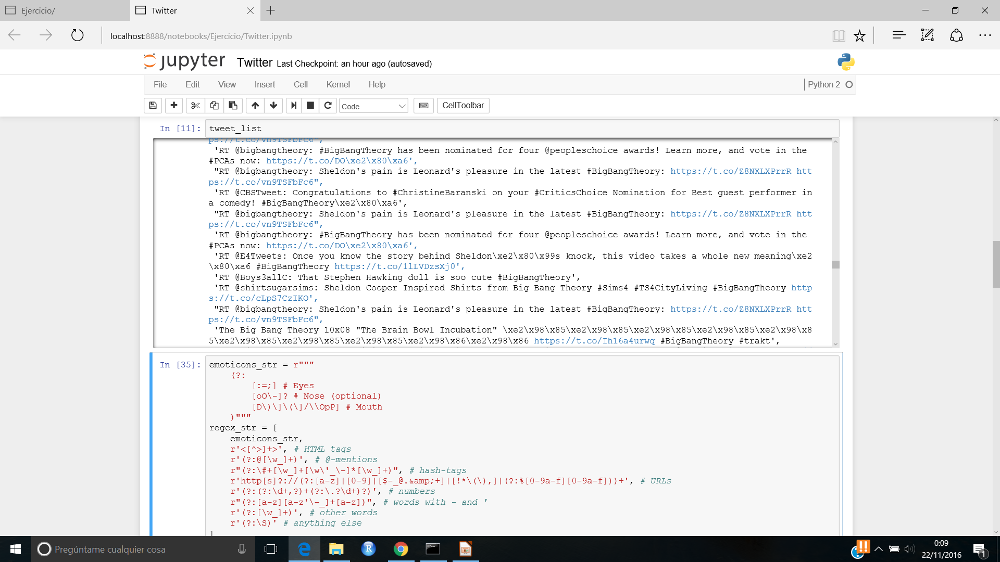 Ejercicio/
Twitter
localhost:8888/notebooks/Ejercicio/Twitter.ipynb
jupyter Twitter Last Checkpoint: an hour ago (autosaved)
File Edit View Insert Cell Kernel Help Python 2
Code CellToolbar
In [11]: tweet_list
ps://t.co/vn9TSFbFc6",
'RT @bigbangtheory: #BigBangTheory has been nominated for four @peopleschoice awards! Learn more, and vote in the
#PCAs now: https://t.co/DO\xe2\x80\xa6',
"RT @bigbangtheory: Sheldon's pain is Leonard's pleasure in the latest #BigBangTheory: https://t.co/Z8NXLXPrrR htt
ps://t.co/vn9TSFbFc6",
'RT @CBSTweet: Congratulations to #ChristineBaranski on your #CriticsChoice Nomination for Best guest performer in
a comedy! #BigBangTheory\xe2\x80\xa6',
"RT @bigbangtheory: Sheldon's pain is Leonard's pleasure in the latest #BigBangTheory: https://t.co/Z8NXLXPrrR htt
ps://t.co/vn9TSFbFc6",
'RT @bigbangtheory: #BigBangTheory has been nominated for four @peopleschoice awards! Learn more, and vote in the
#PCAs now: https://t.co/DO\xe2\x80\xa6',
'RT @E4Tweets: Once you know the story behind Sheldon\xe2\x80\x99s knock, this video takes a whole new meaning\xe2
\x80\xa6 #BigBangTheory https://t.co/1lLVDzsXj0',
'RT @Boys3allC: That Stephen Hawking doll is soo cute #BigBangTheory',
'RT @shirtsugarsims: Sheldon Cooper Inspired Shirts from Big Bang Theory #Sims4 #TS4CityLiving #BigBangTheory http
s://t.co/cLpS7CzIKO',
"RT @bigbangtheory: Sheldon's pain is Leonard's pleasure in the latest #BigBangTheory: https://t.co/Z8NXLXPrrR htt
ps://t.co/vn9TSFbFc6",
'The Big Bang Theory 10x08 "The Brain Bowl Incubation" \xe2\x98\x85\xe2\x98\x85\xe2\x98\x85\xe2\x98\x85\xe2\x98\x8
5\xe2\x98\x85\xe2\x98\x85\xe2\x98\x85\xe2\x98\x86\xe2\x98\x86 https://t.co/Ih16a4urwq #BigBangTheory #trakt',
In [35]: emoticons_str = r"""
(?:
[:=;] # Eyes
[oO\-]? # Nose (optional)
[D\)\]\(\]/\\OpP] # Mouth
)"""
regex_str = [
emoticons_str,
r'<[^>]+>', # HTML tags
r'(?:@[\w_]+)', # @-mentions
r"(?:\#+[\w_]+[\w\'_\-]*[\w_]+)", # hash-tags
r'http[s]?://(?:[a-z]|[0-9]|[$-_@.&amp;+]|[!*\(\),]|(?:%[0-9a-f][0-9a-f]))+', # URLs
r'(?:(?:\d+,?)+(?:\.?\d+)?)', # numbers
r"(?:[a-z][a-z'\-_]+[a-z])", # words with - and '
r'(?:[\w_]+)', # other words
r'(?:\S)' # anything else
]
Pregúntame cualquier cosa
0:09
22/11/2016
1